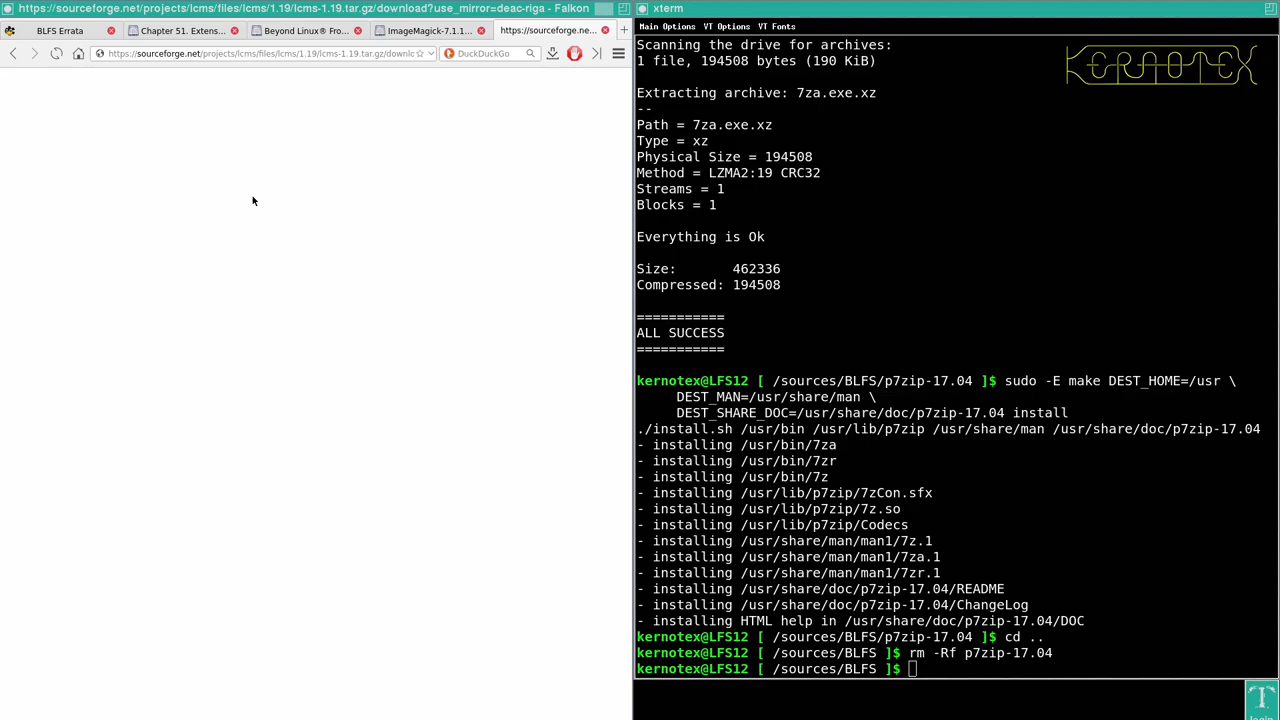 https://sourceforge.net/projects/lcms/files/lcms/1.19/lcms-1.19.tar.gz/download?use_mirror=deac-riga - Falkon
BLFS Errata
Chapter 51. Extens...
Beyond Linux® Fro...
ImageMagick-7.1.1...
https://sourceforge.ne...
https://sourceforge.net/projects/lcms/files/lcms/1.19/lcms-1.19.tar.gz/downlc
DuckDuckGo
xterm
Main Options VT Options VT Fonts
KERNOTEX
Scanning the drive for archives:
1 file, 194508 bytes (190 KiB)
Extracting archive: 7za.exe.xz
--
Path = 7za.exe.xz
Type = xz
Physical Size = 194508
Method = LZMA2:19 CRC32
Streams = 1
Blocks = 1
Everything is Ok
Size:       462336
Compressed: 194508
===========
ALL SUCCESS
===========
kernotex@LFS12 [ /sources/BLFS/p7zip-17.04 ]$ sudo -E make DEST_HOME=/usr \
     DEST_MAN=/usr/share/man \
     DEST_SHARE_DOC=/usr/share/doc/p7zip-17.04 install
./install.sh /usr/bin /usr/lib/p7zip /usr/share/man /usr/share/doc/p7zip-17.04
- installing /usr/bin/7za
- installing /usr/bin/7zr
- installing /usr/bin/7z
- installing /usr/lib/p7zip/7zCon.sfx
- installing /usr/lib/p7zip/7z.so
- installing /usr/lib/p7zip/Codecs
- installing /usr/share/man/man1/7z.1
- installing /usr/share/man/man1/7za.1
- installing /usr/share/man/man1/7zr.1
- installing /usr/share/doc/p7zip-17.04/README
- installing /usr/share/doc/p7zip-17.04/ChangeLog
- installing HTML help in /usr/share/doc/p7zip-17.04/DOC
kernotex@LFS12 [ /sources/BLFS/p7zip-17.04 ]$ cd ..
kernotex@LFS12 [ /sources/BLFS ]$ rm -Rf p7zip-17.04
kernotex@LFS12 [ /sources/BLFS ]$
T
login